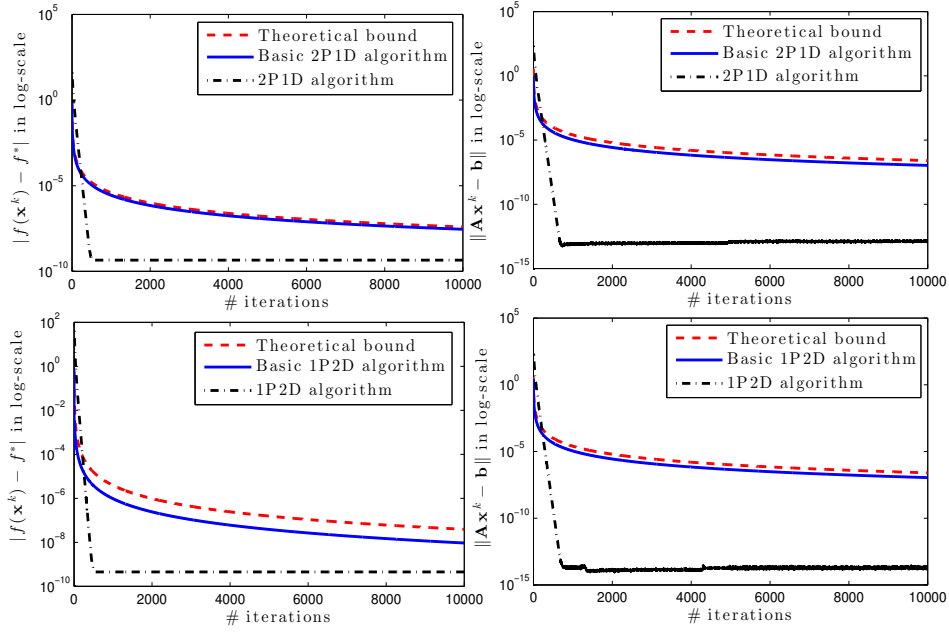 Theoretical bound
Basic 2P1D algorithm
2P1D algorithm
|f(x^k) − f*| in log-scale
10^0
10^−5
10^−10
0 2000 4000 6000 8000 10000
# iterations
Theoretical bound
Basic 2P1D algorithm
2P1D algorithm
‖Ax^k − b‖ in log-scale
10^5
10^0
10^−5
10^−10
10^−15
0 2000 4000 6000 8000 10000
# iterations
Theoretical bound
Basic 1P2D algorithm
1P2D algorithm
|f(x^k) − f*| in log-scale
10^2
10^0
10^−2
10^−4
10^−6
10^−8
10^−10
0 2000 4000 6000 8000 10000
# iterations
Theoretical bound
Basic 1P2D algorithm
1P2D algorithm
‖Ax^k − b‖ in log-scale
10^5
10^0
10^−5
10^−10
10^−15
0 2000 4000 6000 8000 10000
# iterations